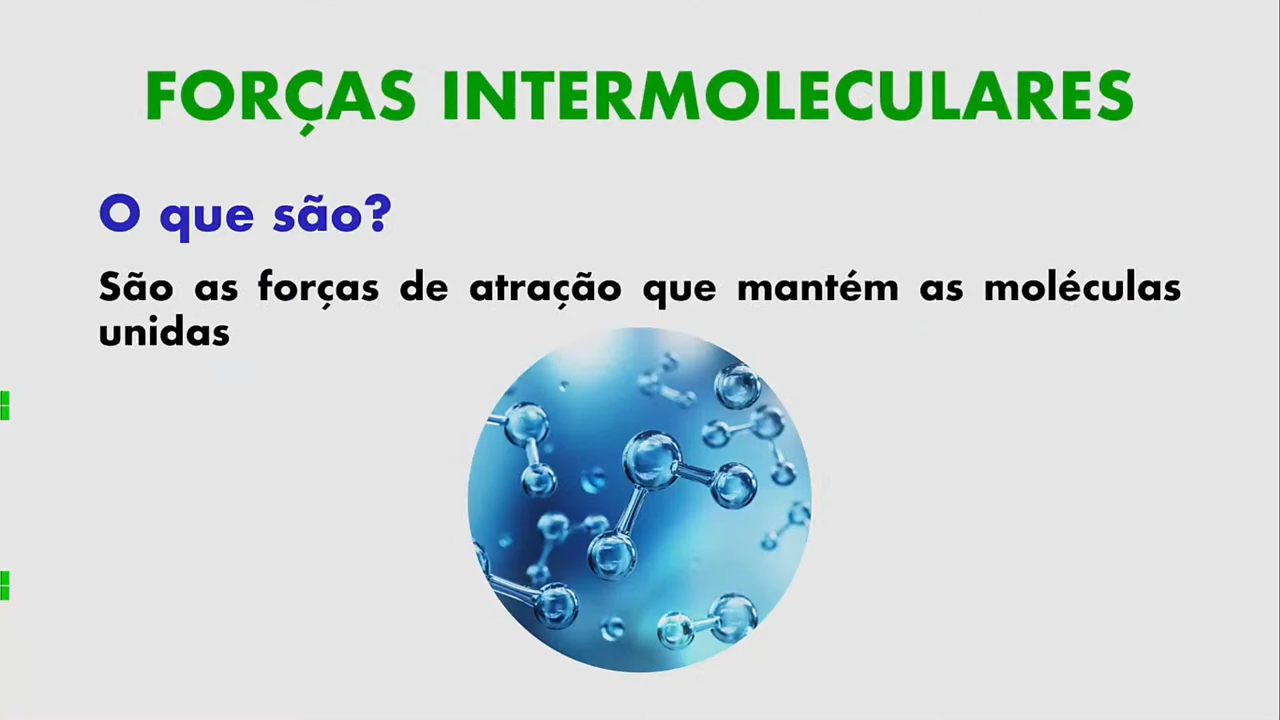 FORÇAS INTERMOLECULARES
O que são?
São as forças de atração que mantém as moléculas
unidas